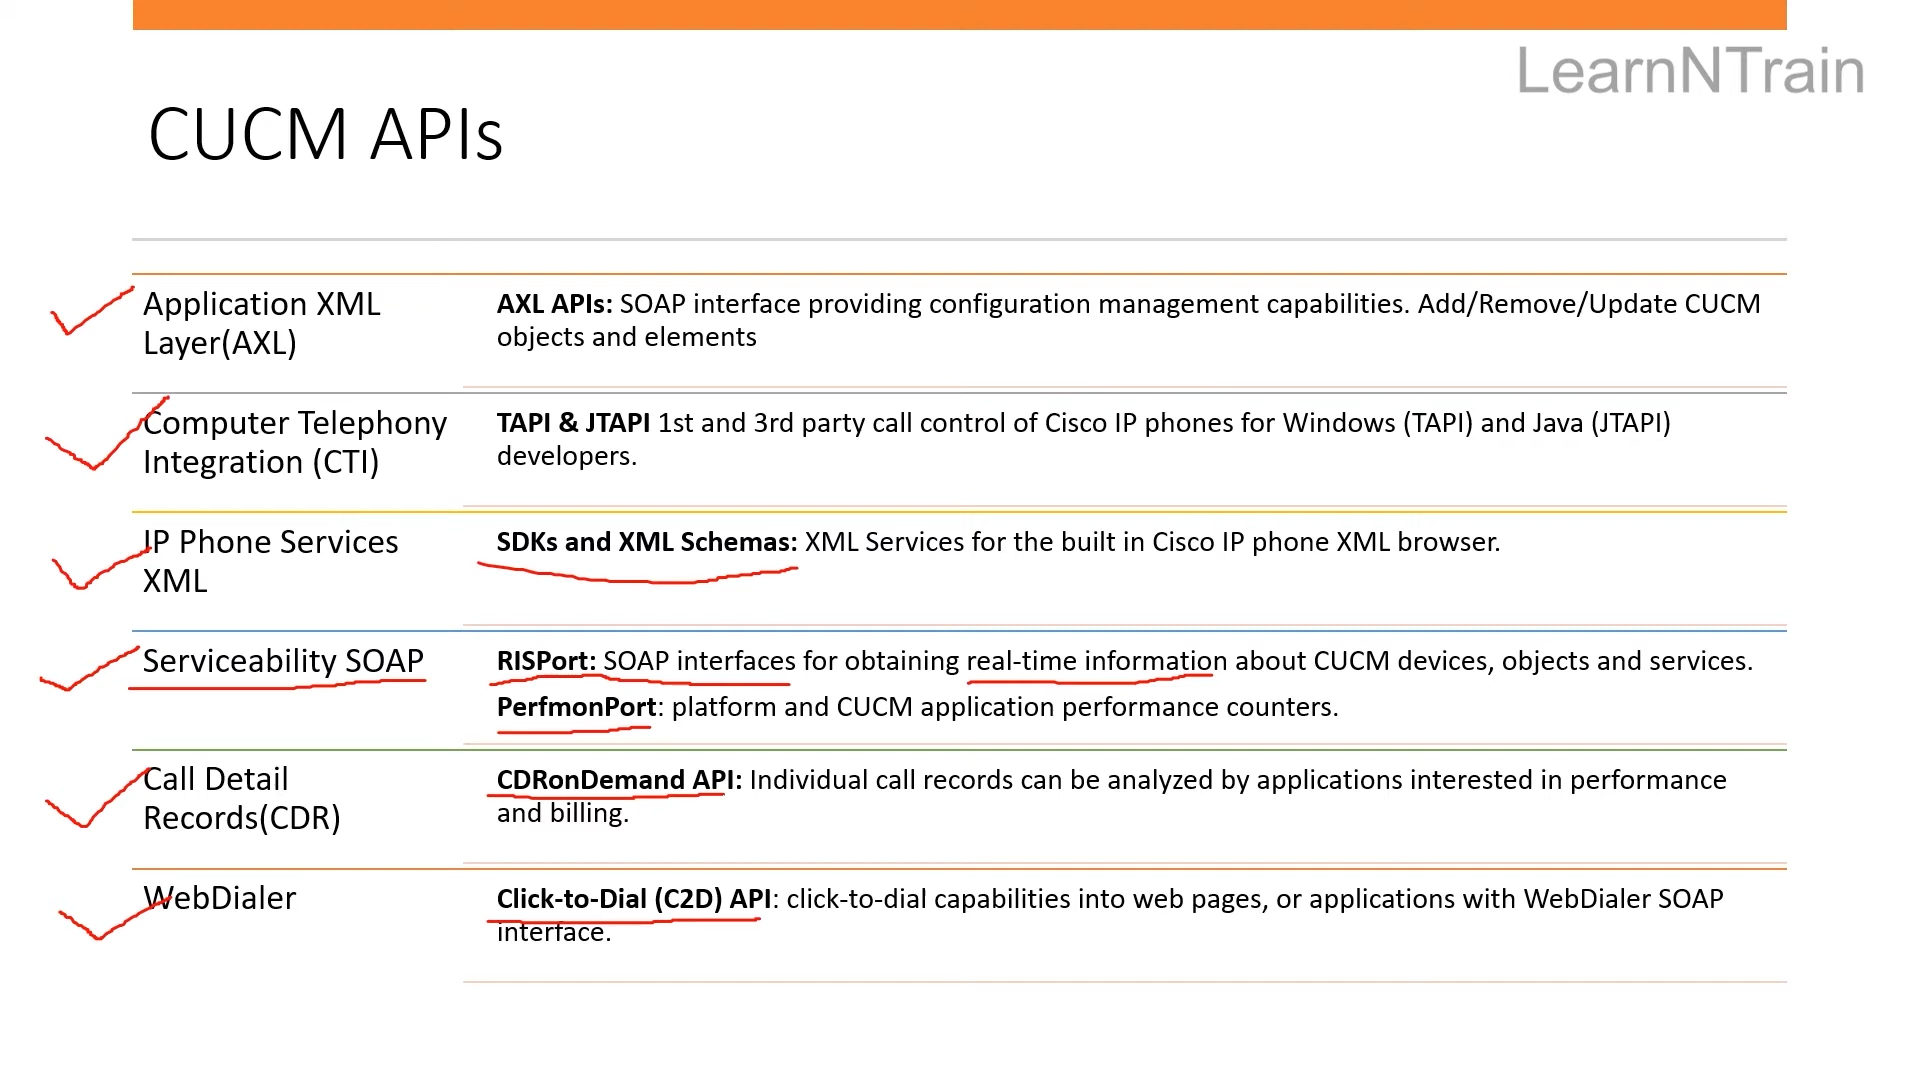 LearnNTrain
CUCM APIs
Application XML
Layer(AXL)
AXL APIs: SOAP interface providing configuration management capabilities. Add/Remove/Update CUCM
objects and elements
Computer Telephony
Integration (CTI)
TAPI & JTAPI 1st and 3rd party call control of Cisco IP phones for Windows (TAPI) and Java (JTAPI)
developers.
IP Phone Services
XML
SDKs and XML Schemas: XML Services for the built in Cisco IP phone XML browser.
Serviceability SOAP
RISPort: SOAP interfaces for obtaining real-time information about CUCM devices, objects and services.
PerfmonPort: platform and CUCM application performance counters.
Call Detail
Records(CDR)
CDRonDemand API: Individual call records can be analyzed by applications interested in performance
and billing.
WebDialer
Click-to-Dial (C2D) API: click-to-dial capabilities into web pages, or applications with WebDialer SOAP
interface.